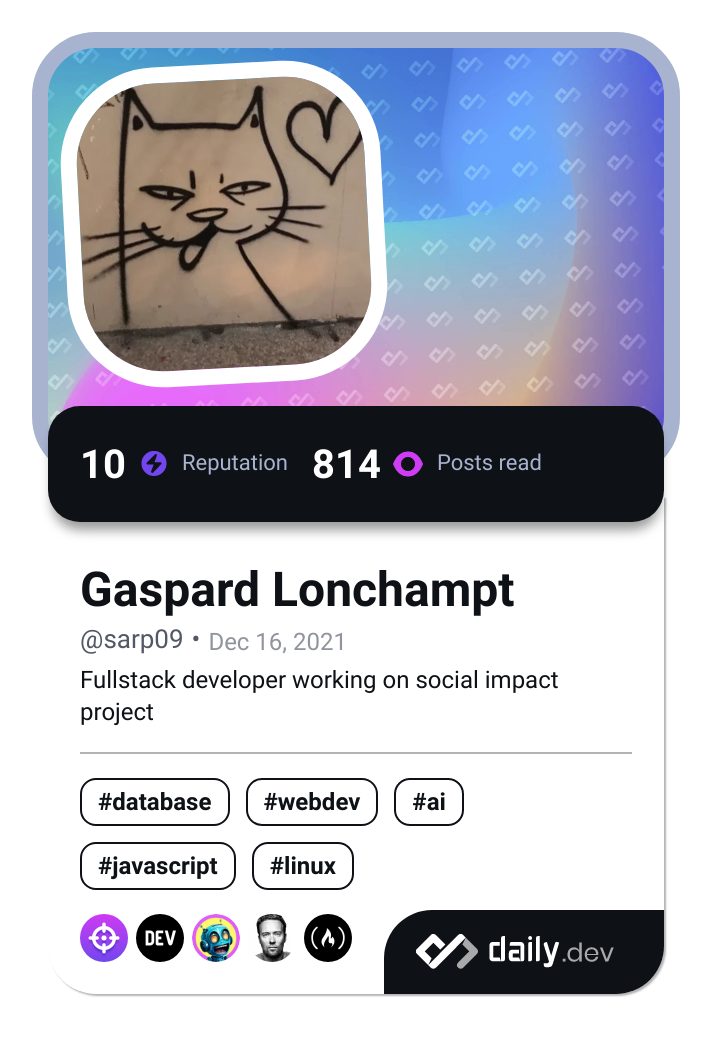 10 Reputation 814 Posts read
Gaspard Lonchampt
@sarp09 • Dec 16, 2021
Fullstack developer working on social impact
project
#database #webdev #ai
#javascript #linux
DEV
daily.dev